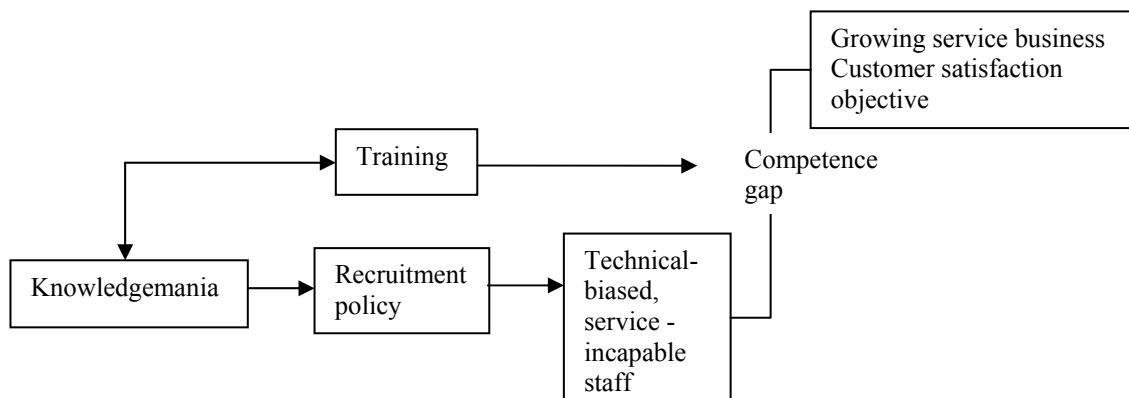 Growing service business
Customer satisfaction
objective
Training
Competence
gap
Knowledgemania
Recruitment
policy
Technical-
biased,
service -
incapable
staff